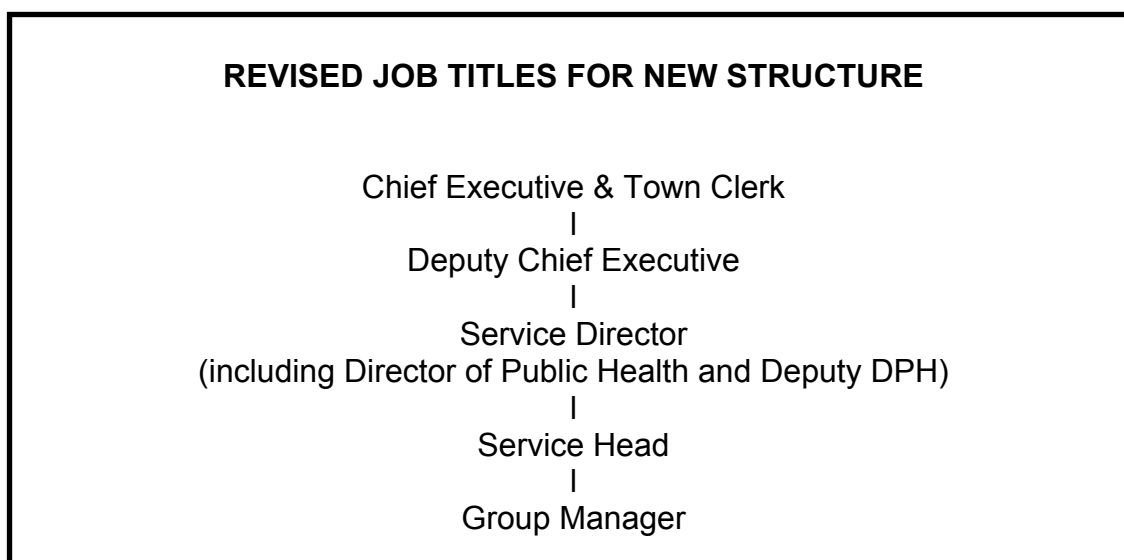 REVISED JOB TITLES FOR NEW STRUCTURE
Chief Executive & Town Clerk
|
Deputy Chief Executive
|
Service Director
(including Director of Public Health and Deputy DPH)
|
Service Head
|
Group Manager